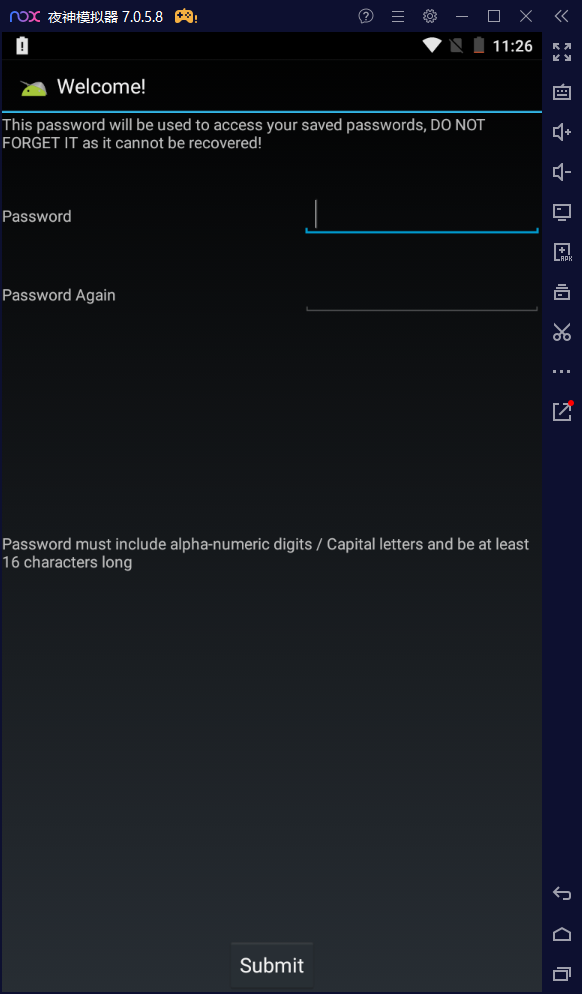 nox 夜神模拟器 7.0.5.8
11:26
Welcome!
This password will be used to access your saved passwords, DO NOT
FORGET IT as it cannot be recovered!
Password
Password Again
Password must include alpha-numeric digits / Capital letters and be at least
16 characters long
Submit